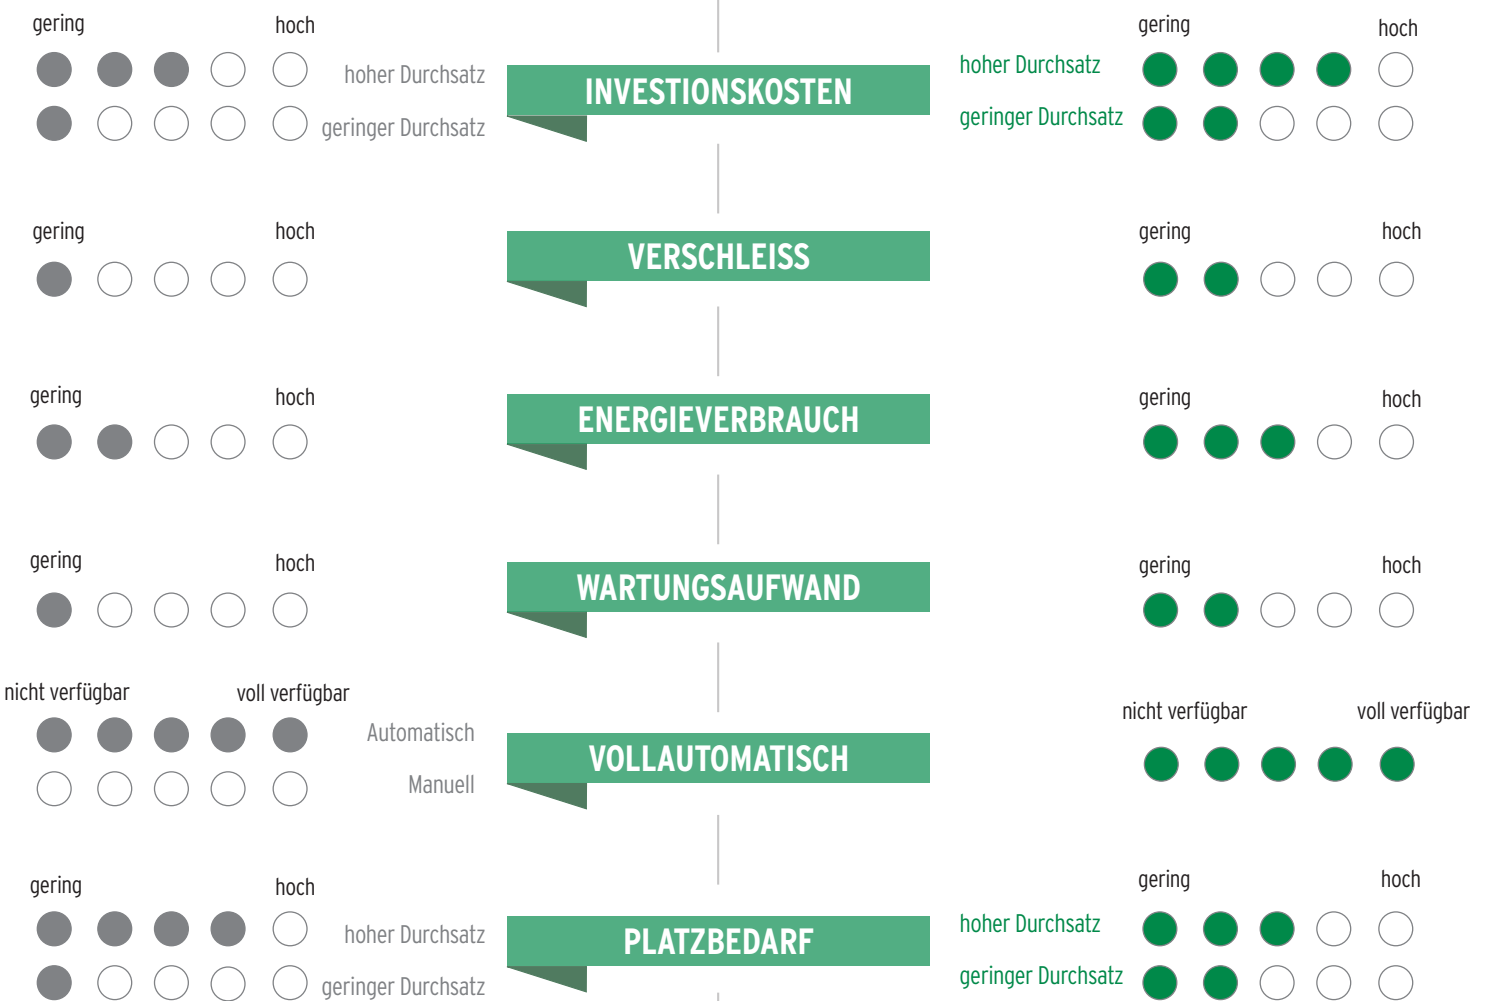 gering hoch
hoher Durchsatz
geringer Durchsatz
INVESTIONSKOSTEN
gering hoch
hoher Durchsatz
geringer Durchsatz
gering hoch
VERSCHLEISS
gering hoch
gering hoch
ENERGIEVERBRAUCH
gering hoch
gering hoch
WARTUNGSAUFWAND
gering hoch
nicht verfügbar voll verfügbar
Automatisch
Manuell
VOLLAUTOMATISCH
nicht verfügbar voll verfügbar
gering hoch
hoher Durchsatz
geringer Durchsatz
PLATZBEDARF
gering hoch
hoher Durchsatz
geringer Durchsatz